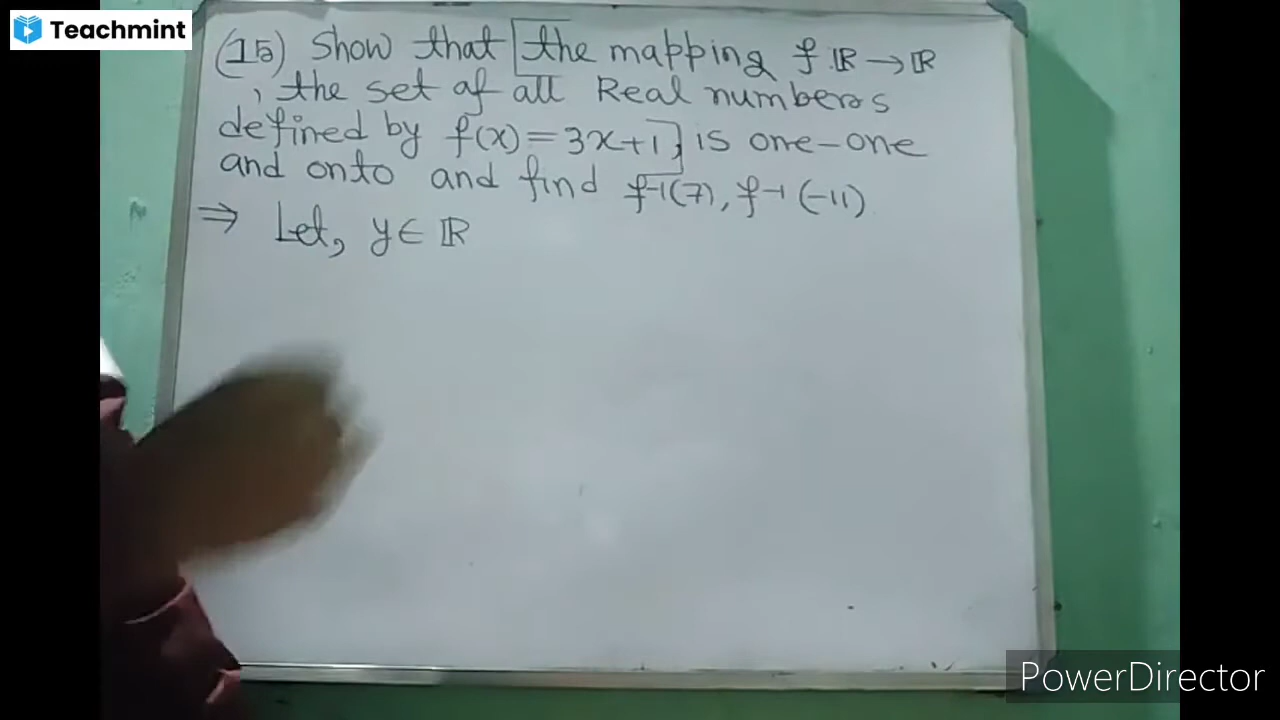 Teachmint
(15) Show that [the mapping f: ℝ → ℝ
, the set of all Real numbers
defined by f(x) = 3x+1] is one-one
and onto and find f⁻¹(7), f⁻¹(-11)
⇒ Let, y ∈ ℝ
PowerDirector